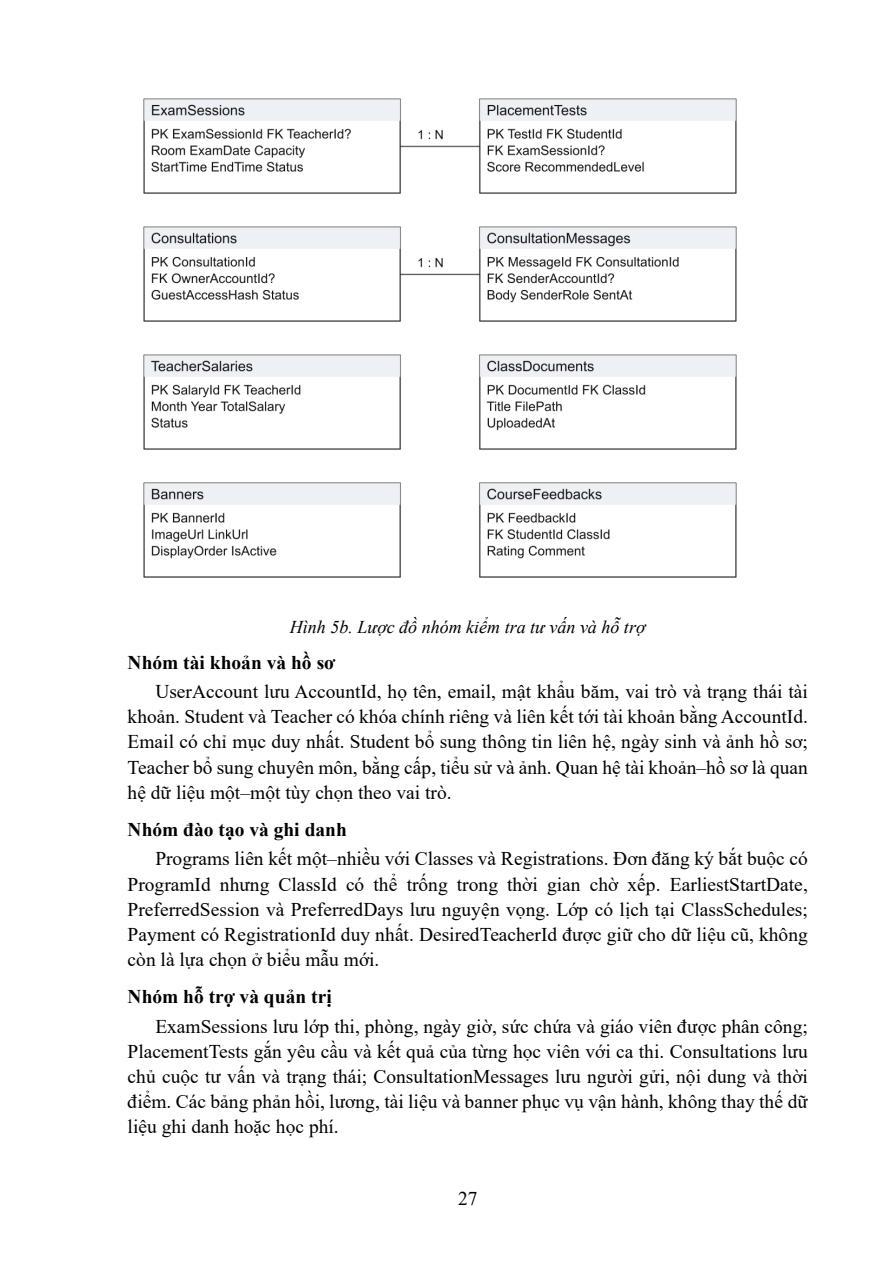 ExamSessions
PK ExamSessionId FK TeacherId?
Room ExamDate Capacity
StartTime EndTime Status
1 : N
PlacementTests
PK TestId FK StudentId
FK ExamSessionId?
Score RecommendedLevel
Consultations
PK ConsultationId
FK OwnerAccountId?
GuestAccessHash Status
1 : N
ConsultationMessages
PK MessageId FK ConsultationId
FK SenderAccountId?
Body SenderRole SentAt
TeacherSalaries
PK SalaryId FK TeacherId
Month Year TotalSalary
Status
ClassDocuments
PK DocumentId FK ClassId
Title FilePath
UploadedAt
Banners
PK BannerId
ImageUrl LinkUrl
DisplayOrder IsActive
CourseFeedbacks
PK FeedbackId
FK StudentId ClassId
Rating Comment
Hình 5b. Lược đồ nhóm kiểm tra tư vấn và hỗ trợ
Nhóm tài khoản và hồ sơ
UserAccount lưu AccountId, họ tên, email, mật khẩu băm, vai trò và trạng thái tài
khoản. Student và Teacher có khóa chính riêng và liên kết tới tài khoản bằng AccountId.
Email có chỉ mục duy nhất. Student bổ sung thông tin liên hệ, ngày sinh và ảnh hồ sơ;
Teacher bổ sung chuyên môn, bằng cấp, tiểu sử và ảnh. Quan hệ tài khoản–hồ sơ là quan
hệ dữ liệu một–một tùy chọn theo vai trò.
Nhóm đào tạo và ghi danh
Programs liên kết một–nhiều với Classes và Registrations. Đơn đăng ký bắt buộc có
ProgramId nhưng ClassId có thể trống trong thời gian chờ xếp. EarliestStartDate,
PreferredSession và PreferredDays lưu nguyện vọng. Lớp có lịch tại ClassSchedules;
Payment có RegistrationId duy nhất. DesiredTeacherId được giữ cho dữ liệu cũ, không
còn là lựa chọn ở biểu mẫu mới.
Nhóm hỗ trợ và quản trị
ExamSessions lưu lớp thi, phòng, ngày giờ, sức chứa và giáo viên được phân công;
PlacementTests gắn yêu cầu và kết quả của từng học viên với ca thi. Consultations lưu
chủ cuộc tư vấn và trạng thái; ConsultationMessages lưu người gửi, nội dung và thời
điểm. Các bảng phản hồi, lương, tài liệu và banner phục vụ vận hành, không thay thế dữ
liệu ghi danh hoặc học phí.
27